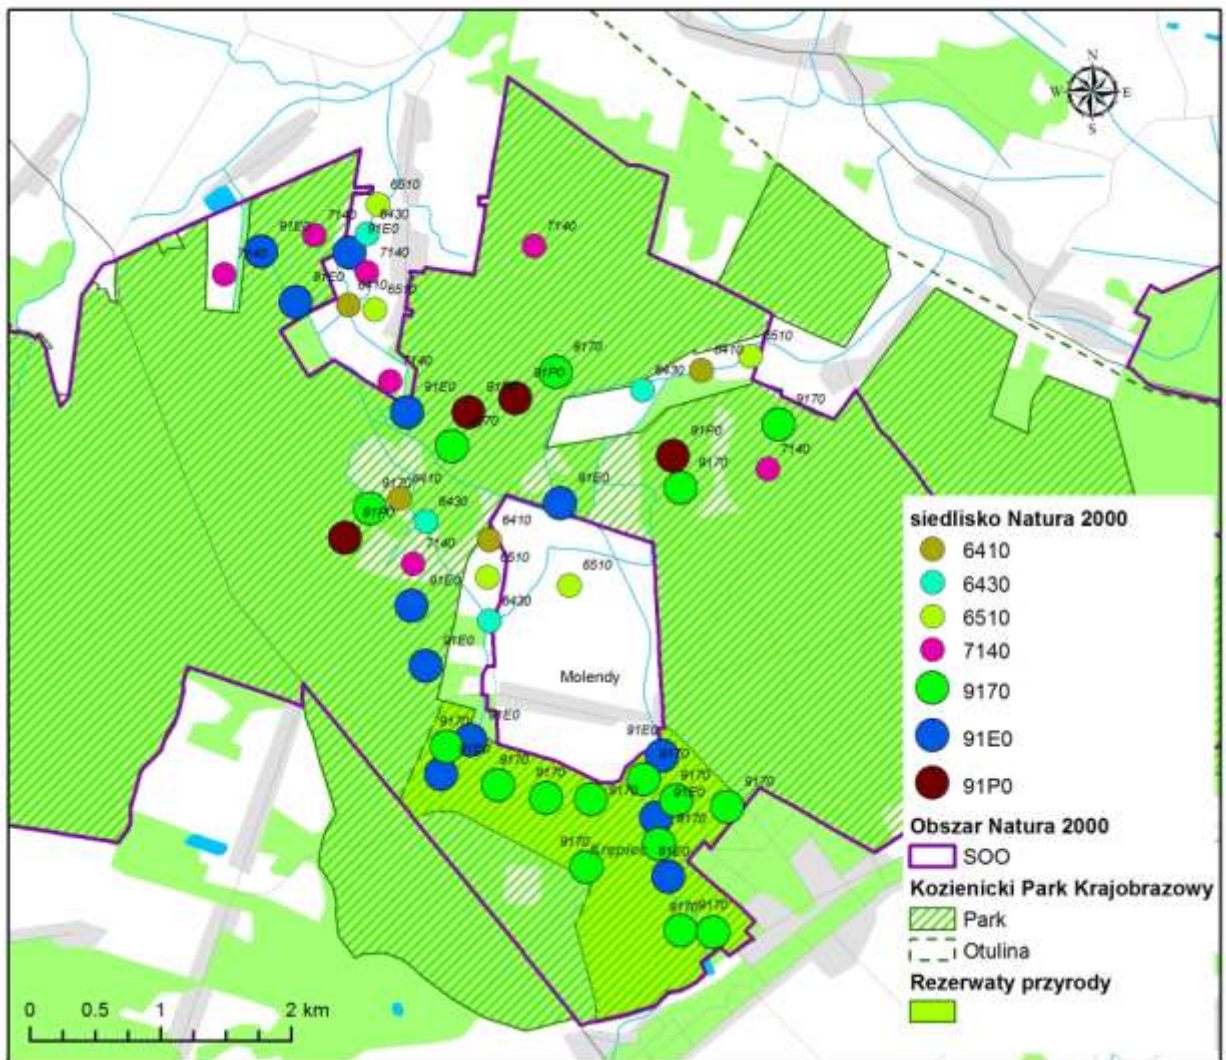 N
W E
S
6510
6430
7140
91E0
91E0
7140
7140
7140
91E0
6410
6510
6510
9170
6410
7140
6430
91P0
91E0
9170
91P0
7140
9170
6410
9170
91E0
91P0
6430
6410
7140
6510
6510
91E0
6430
91E0
Molendy
91E0
91E0
9170
91E0
9170
9170
9170
9170
9170
9170
91E0
9170
9170
Krępiec
91E0
9170
9170
siedlisko Natura 2000
6410
6430
6510
7140
9170
91E0
91P0
Obszar Natura 2000
SOO
Kozienicki Park Krajobrazowy
Park
Otulina
Rezerwaty przyrody
0 0.5 1 2 km